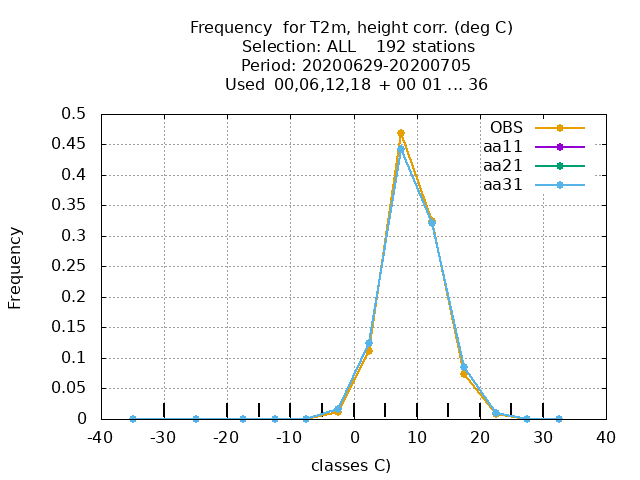 Frequency  for T2m, height corr. (deg C)
Selection: ALL    192 stations
Period: 20200629-20200705
Used  00,06,12,18  + 00 01 ... 36
0.5
0.45
0.4
0.35
0.3
0.25
0.2
0.15
0.1
0.05
0
Frequency
OBS
aa11
aa21
aa31
-40 -30 -20 -10 0 10 20 30 40
classes C)